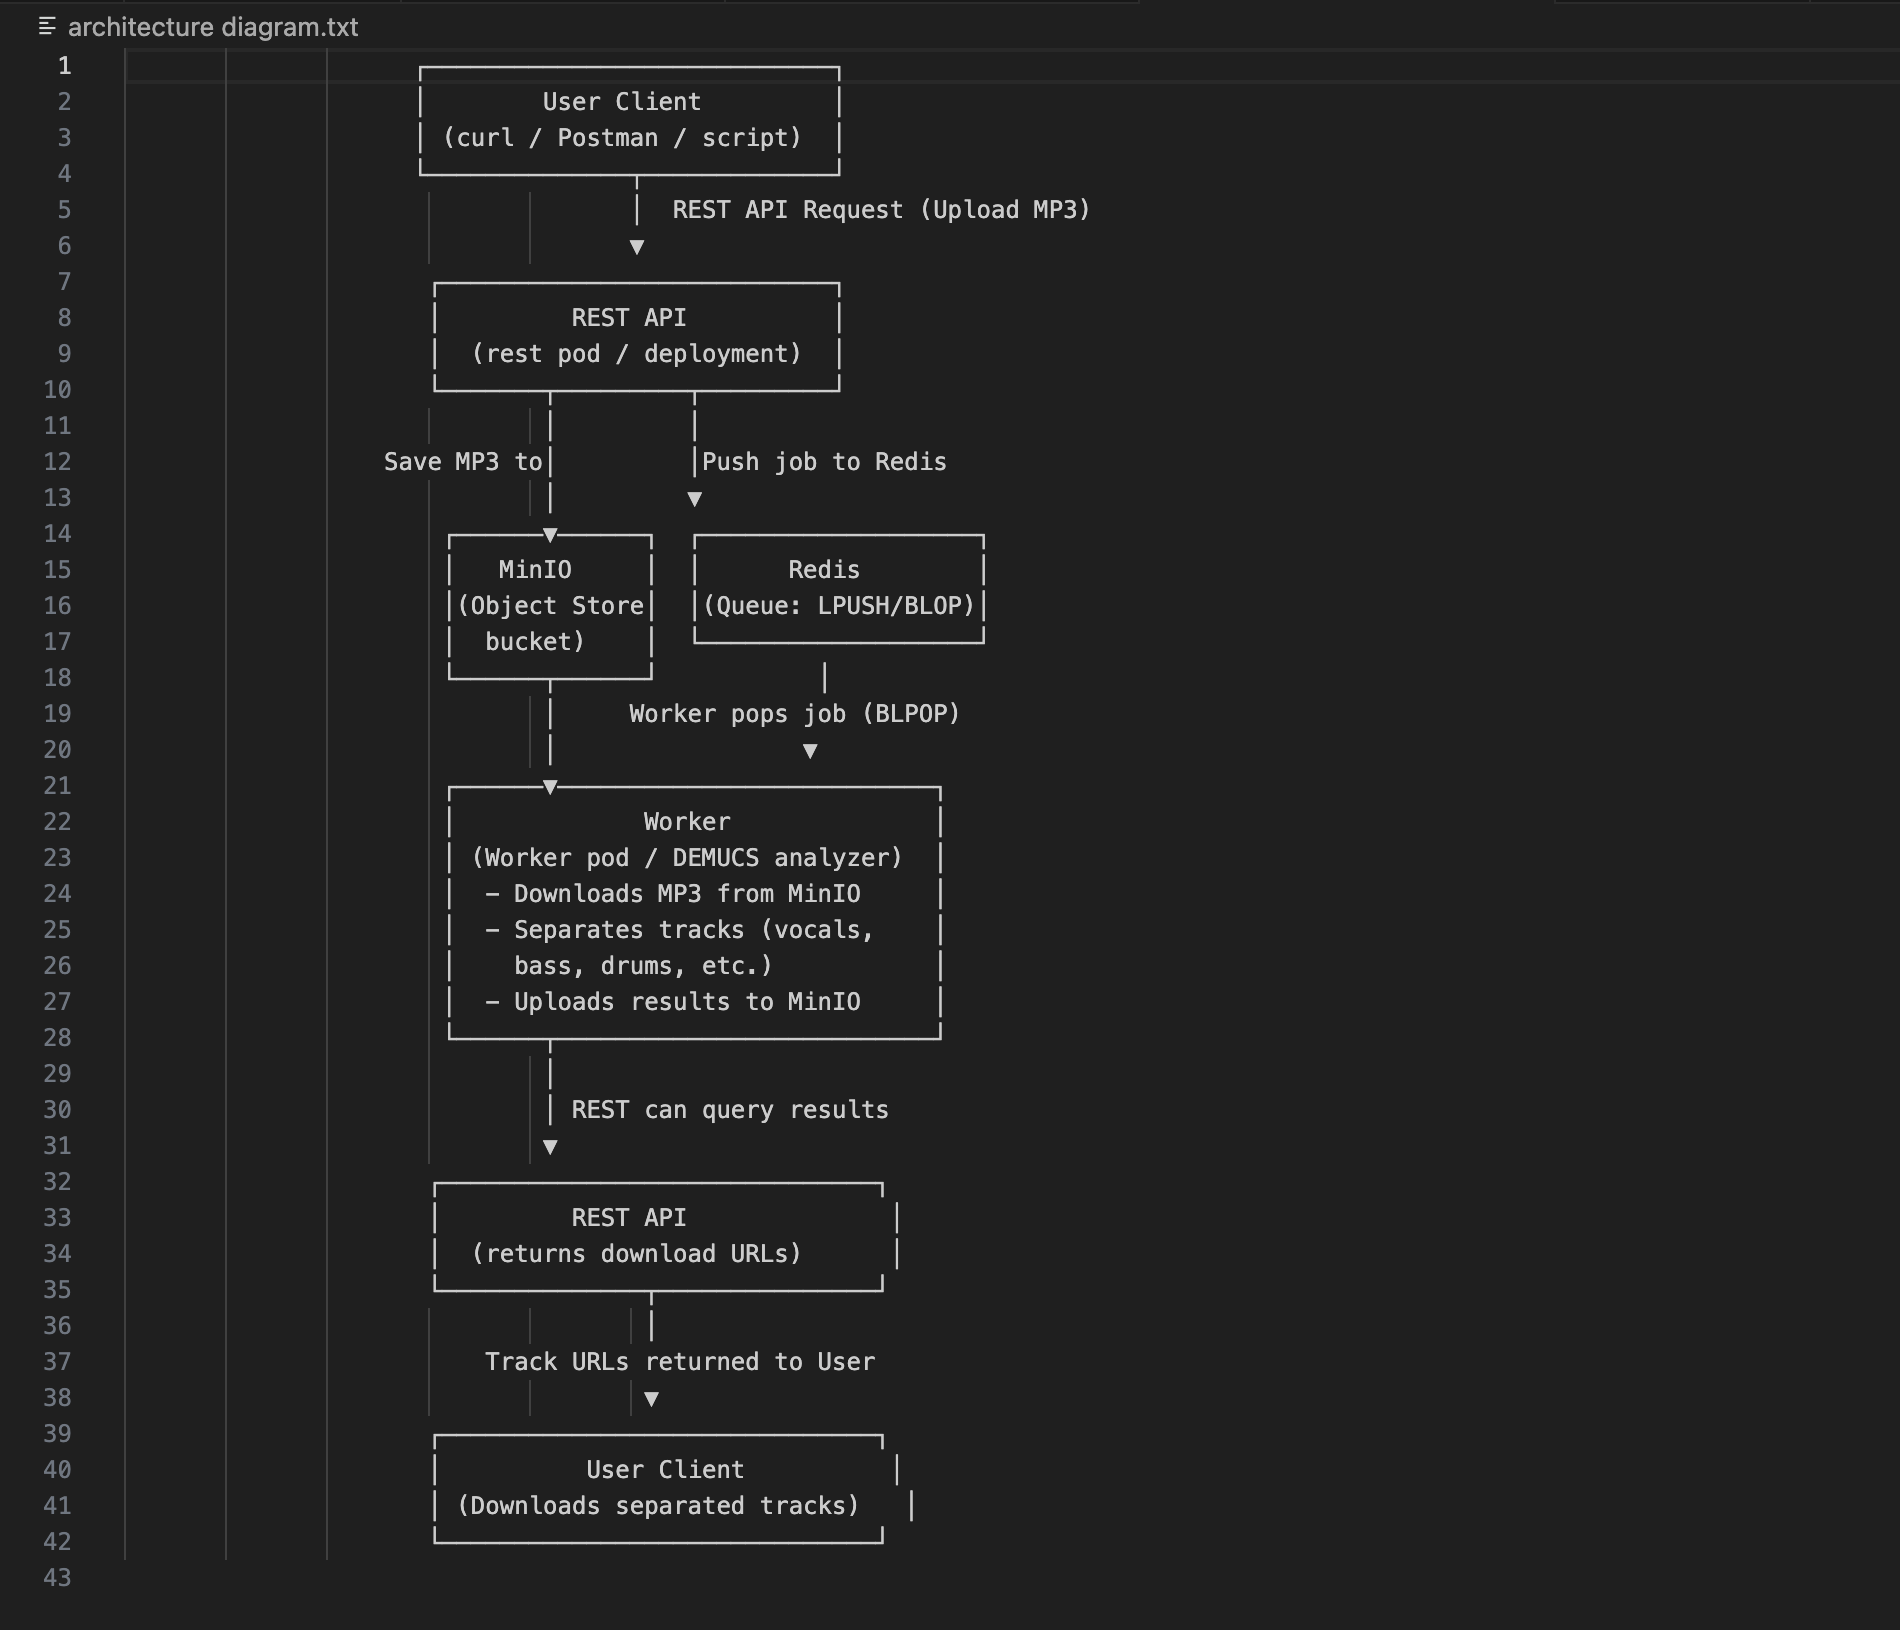 architecture diagram.txt
1
2 User Client
3 (curl / Postman / script)
4
5 REST API Request (Upload MP3)
6
7
8 REST API
9 (rest pod / deployment)
10
11
12 Save MP3 to Push job to Redis
13
14
15 MinIO Redis
16 (Object Store (Queue: LPUSH/BLOP)
17 bucket)
18
19 Worker pops job (BLPOP)
20
21
22 Worker
23 (Worker pod / DEMUCS analyzer)
24 – Downloads MP3 from MinIO
25 – Separates tracks (vocals,
26 bass, drums, etc.)
27 – Uploads results to MinIO
28
29
30 REST can query results
31
32
33 REST API
34 (returns download URLs)
35
36
37 Track URLs returned to User
38
39
40 User Client
41 (Downloads separated tracks)
42
43